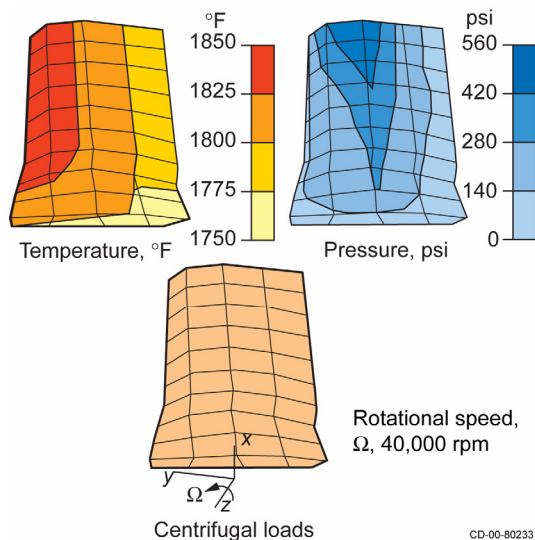 °F
1850
1825
1800
1775
1750
Temperature, °F
psi
560
420
280
140
0
Pressure, psi
x
y
Ω
z
Rotational speed,
Ω, 40,000 rpm
Centrifugal loads
CD-00-80233